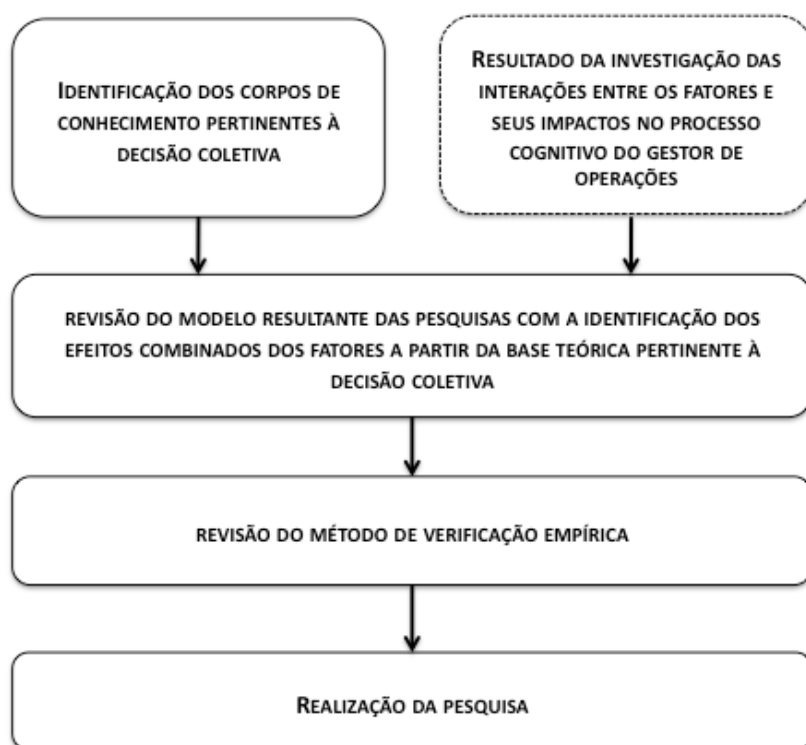 IDENTIFICAÇÃO DOS CORPOS DE
CONHECIMENTO PERTINENTES À
DECISÃO COLETIVA
RESULTADO DA INVESTIGAÇÃO DAS
INTERAÇÕES ENTRE OS FATORES E
SEUS IMPACTOS NO PROCESSO
COGNITIVO DO GESTOR DE
OPERAÇÕES
REVISÃO DO MODELO RESULTANTE DAS PESQUISAS COM A IDENTIFICAÇÃO DOS
EFEITOS COMBINADOS DOS FATORES A PARTIR DA BASE TEÓRICA PERTINENTE À
DECISÃO COLETIVA
REVISÃO DO MÉTODO DE VERIFICAÇÃO EMPÍRICA
REALIZAÇÃO DA PESQUISA